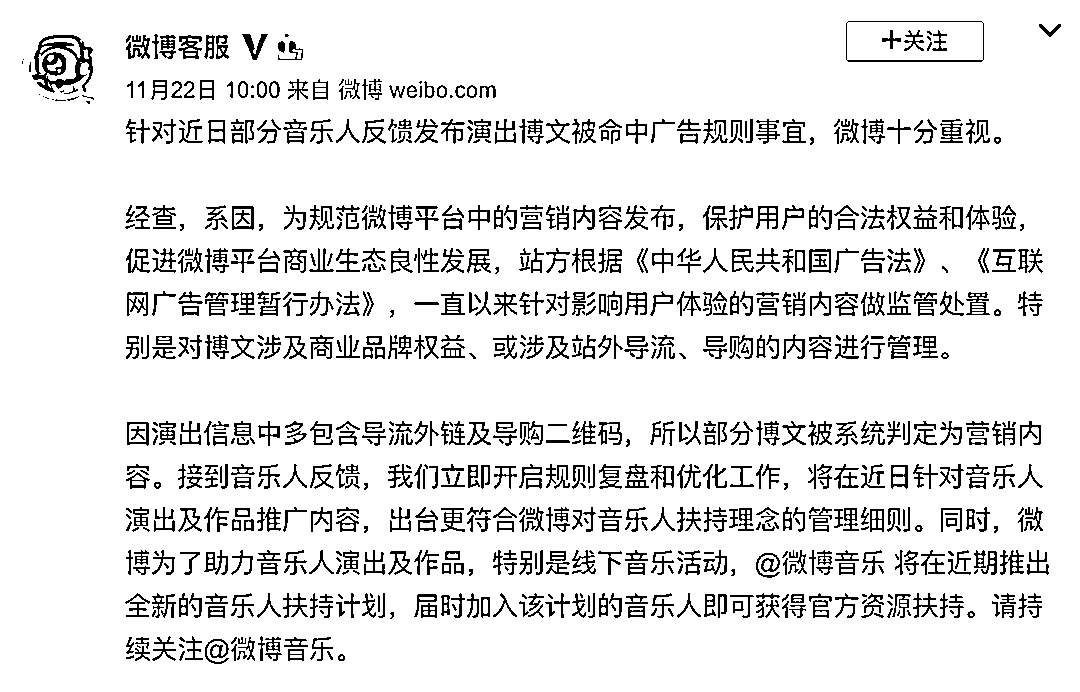 微博客服
+关注
11月22日 10:00 来自 微博 weibo.com
针对近日部分音乐人反馈发布演出博文被命中广告规则事宜，微博十分重视。
经查，系因，为规范微博平台中的营销内容发布，保护用户的合法权益和体验，
促进微博平台商业生态良性发展，站方根据《中华人民共和国广告法》、《互联
网广告管理暂行办法》，一直以来针对影响用户体验的营销内容做监管处置。特
别是对博文涉及商业品牌权益、或涉及站外导流、导购的内容进行管理。
因演出信息中多包含导流外链及导购二维码，所以部分博文被系统判定为营销内
容。接到音乐人反馈，我们立即开启规则复盘和优化工作，将在近日针对音乐人
演出及作品推广内容，出台更符合微博对音乐人扶持理念的管理细则。同时，微
博为了助力音乐人演出及作品，特别是线下音乐活动，@微博音乐 将在近期推出
全新的音乐人扶持计划，届时加入该计划的音乐人即可获得官方资源扶持。请持
续关注@微博音乐。